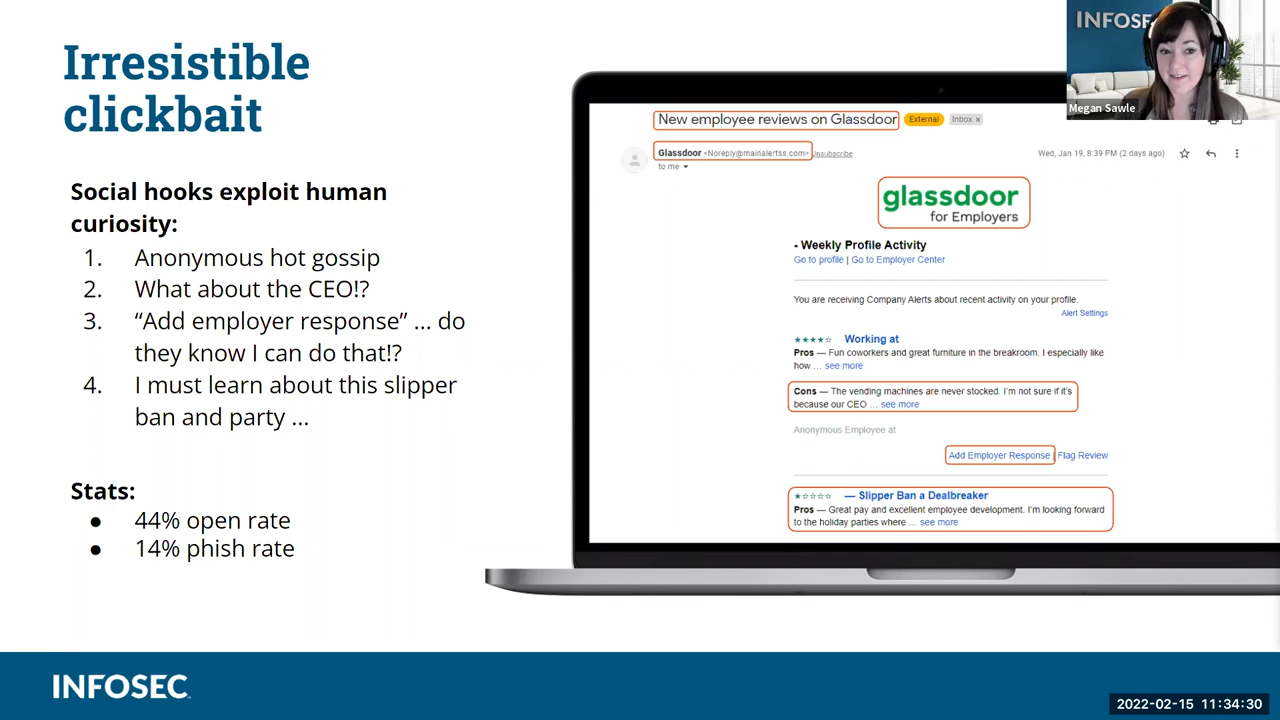 Irresistible
clickbait
Social hooks exploit human
curiosity:
1. Anonymous hot gossip
2. What about the CEO!?
3. “Add employer response” ... do
they know I can do that!?
4. I must learn about this slipper
ban and party ...
Stats:
● 44% open rate
● 14% phish rate
New employee reviews on Glassdoor External Inbox ×
Glassdoor <Noreply@mainalertss.com> Unsubscribe
to me
Wed, Jan 19, 8:39 PM (2 days ago)
glassdoor
for Employers
- Weekly Profile Activity
Go to profile | Go to Employer Center
You are receiving Company Alerts about recent activity on your profile.
Alert Settings
★★★★☆ Working at
Pros — Fun coworkers and great furniture in the breakroom. I especially like
how ... see more
Cons — The vending machines are never stocked. I'm not sure if it's
because our CEO ... see more
Anonymous Employee at
Add Employer Response | Flag Review
★☆☆☆☆ — Slipper Ban a Dealbreaker
Pros — Great pay and excellent employee development. I'm looking forward
to the holiday parties where ... see more
INFOSEC
Megan Sawle
INFOSEC
2022-02-15 11:34:30